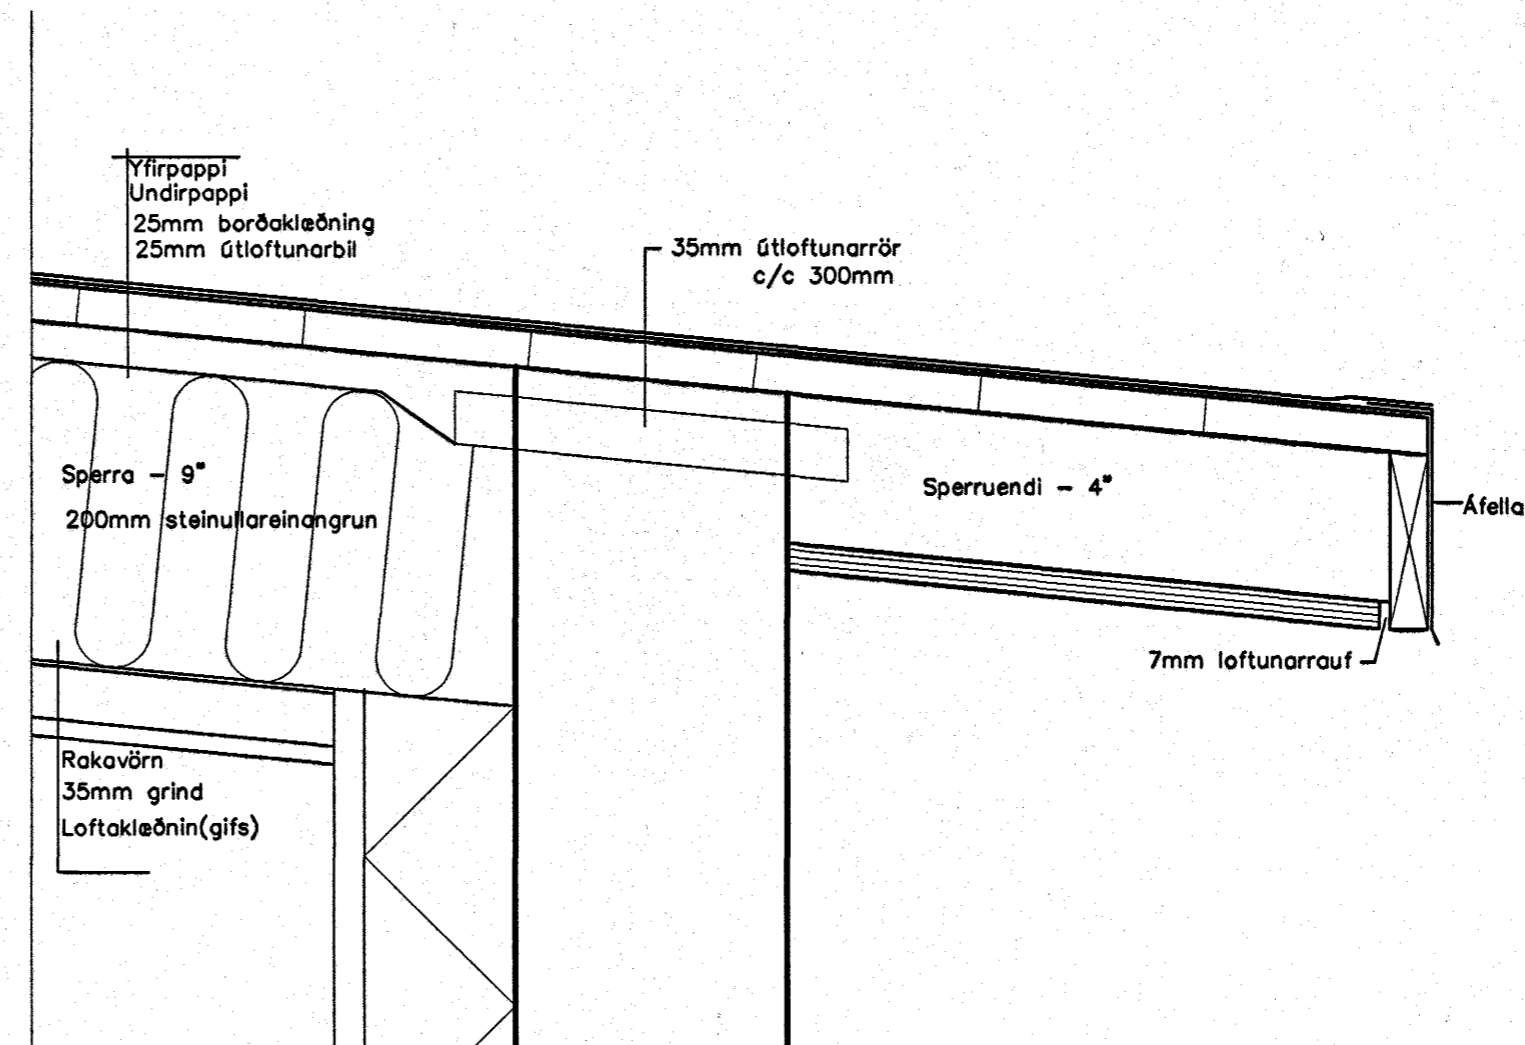 Yfirpappi
Undirpappi
25mm borðaklæðning
25mm útloftunarbil
35mm útloftunarrör
c/c 300mm
Sperra - 9"
200mm steinullareinangrun
Sperruendi - 4"
Áfella
7mm loftunarrauf
Rakavörn
35mm grind
Loftaklæðnin(gifs)